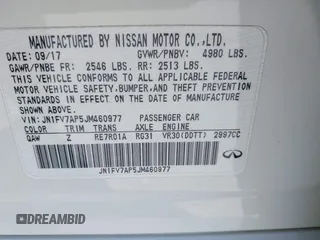 MANUFACTURED BY NISSAN MOTOR CO.,LTD.
DATE: 09/17 GVWR/PNBV: 4980 LBS.
GAWR/PNBE FR: 2546 LBS. RR: 2513 LBS.
THIS VEHICLE CONFORMS TO ALL APPLICABLE FEDERAL
MOTOR VEHICLE SAFETY,BUMPER,AND THEFT PREVENTION
STANDARDS IN EFFECT ON THE DATE OF MANUFACTURE
SHOWN ABOVE.
VIN: JN1FV7AP5JM460977 PASSENGER CAR
COLOR TRIM TRANS AXLE ENGINE
QAW Z RE7R01A RG31 VR30(DDTT) 2997CC
JN1FV7AP5JM460977
INFINITI
DREAMBID